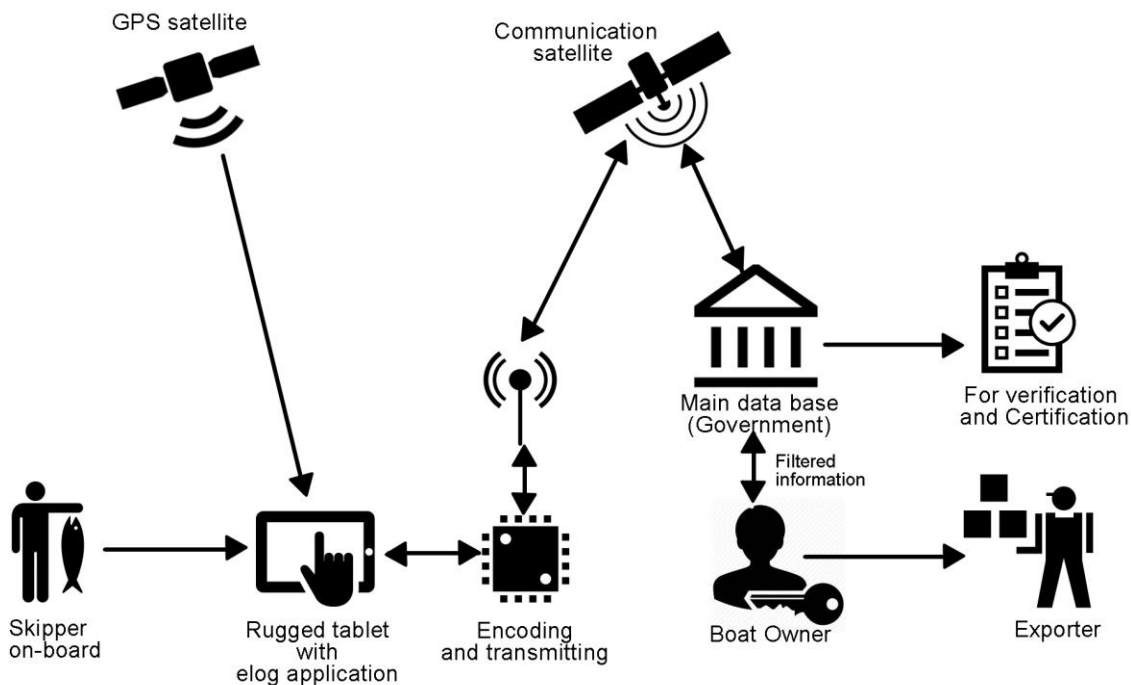 GPS satellite
Communication
satellite
Main data base
(Government)
For verification
and Certification
Filtered
information
Skipper
on-board
Rugged tablet
with
elog application
Encoding
and transmitting
Boat Owner
Exporter